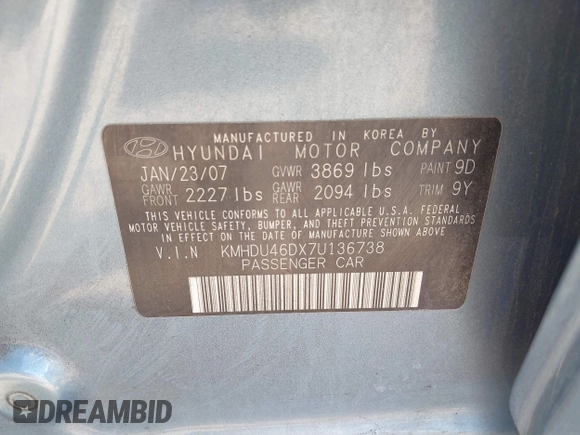 MANUFACTURED IN KOREA BY
HYUNDAI MOTOR COMPANY
JAN/23/07 GVWR 3869 lbs PAINT 9D
GAWR FRONT 2227 lbs GAWR REAR 2094 lbs TRIM 9Y
THIS VEHICLE CONFORMS TO ALL APPLICABLE U.S.A. FEDERAL
MOTOR VEHICLE SAFETY, BUMPER, AND THEFT PREVENTION STANDARDS
IN EFFECT ON THE DATE OF MANUFACTURE SHOWN ABOVE.
V.I.N KMHDU46DX7U136738
PASSENGER CAR
DREAMBID